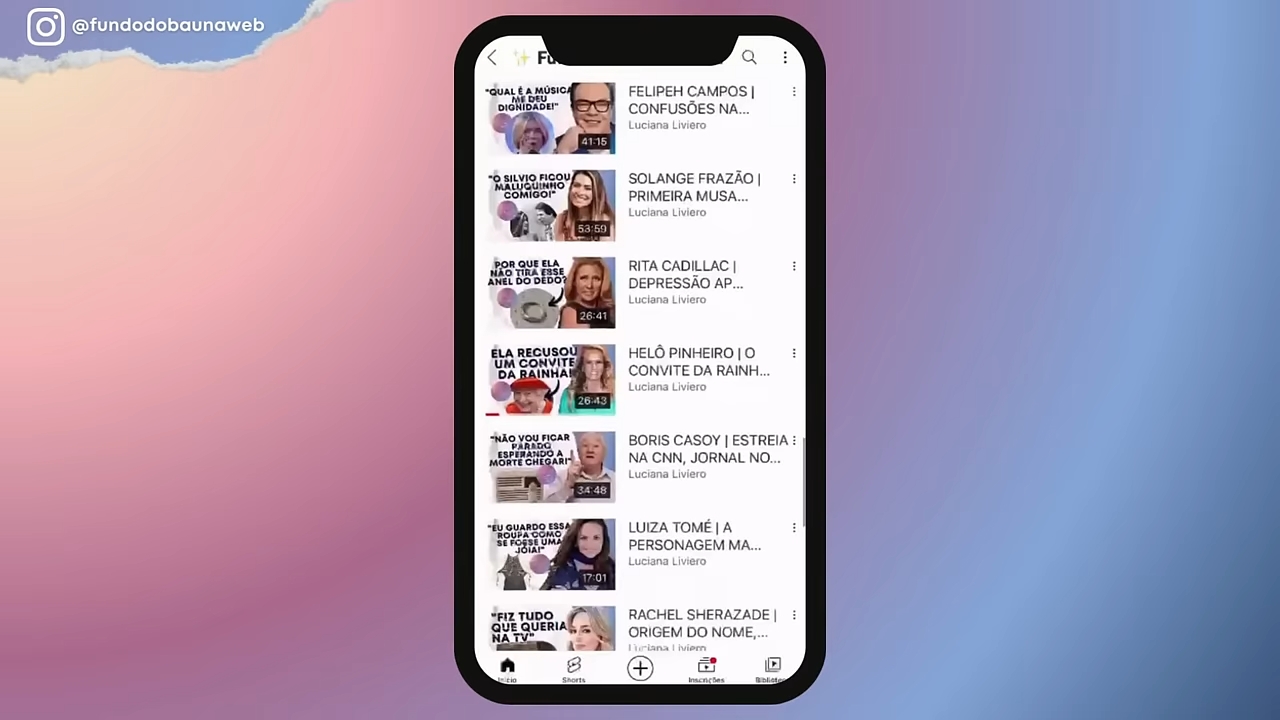 @fundodobaunaweb
Fu
"QUAL É A MÚSICA
ME DEU
DIGNIDADE!"
41:15
FELIPEH CAMPOS |
CONFUSÕES NA...
Luciana Liviero
"O SILVIO FICOU
MALUQUINHO
COMIGO!"
53:59
SOLANGE FRAZÃO |
PRIMEIRA MUSA...
Luciana Liviero
POR QUE ELA
NÃO TIRA ESSE
ANEL DO DEDO?
26:41
RITA CADILLAC |
DEPRESSÃO AP...
Luciana Liviero
ELA RECUSOU
UM CONVITE
DA RAINHA!
26:43
HELÔ PINHEIRO | O
CONVITE DA RAINH...
Luciana Liviero
"NÃO VOU FICAR
PARADO
ESPERANDO A
MORTE CHEGAR!"
34:48
BORIS CASOY | ESTREIA
NA CNN, JORNAL NO...
Luciana Liviero
"EU GUARDO ESSA
ROUPA COMO
SE FOSSE UMA
JÓIA!"
17:01
LUIZA TOMÉ | A
PERSONAGEM MA...
Luciana Liviero
"FIZ TUDO
QUE QUERIA
NA TV"
RACHEL SHERAZADE |
ORIGEM DO NOME,...
Luciana Liviero
Início
Shorts
Inscrições
Bibliote